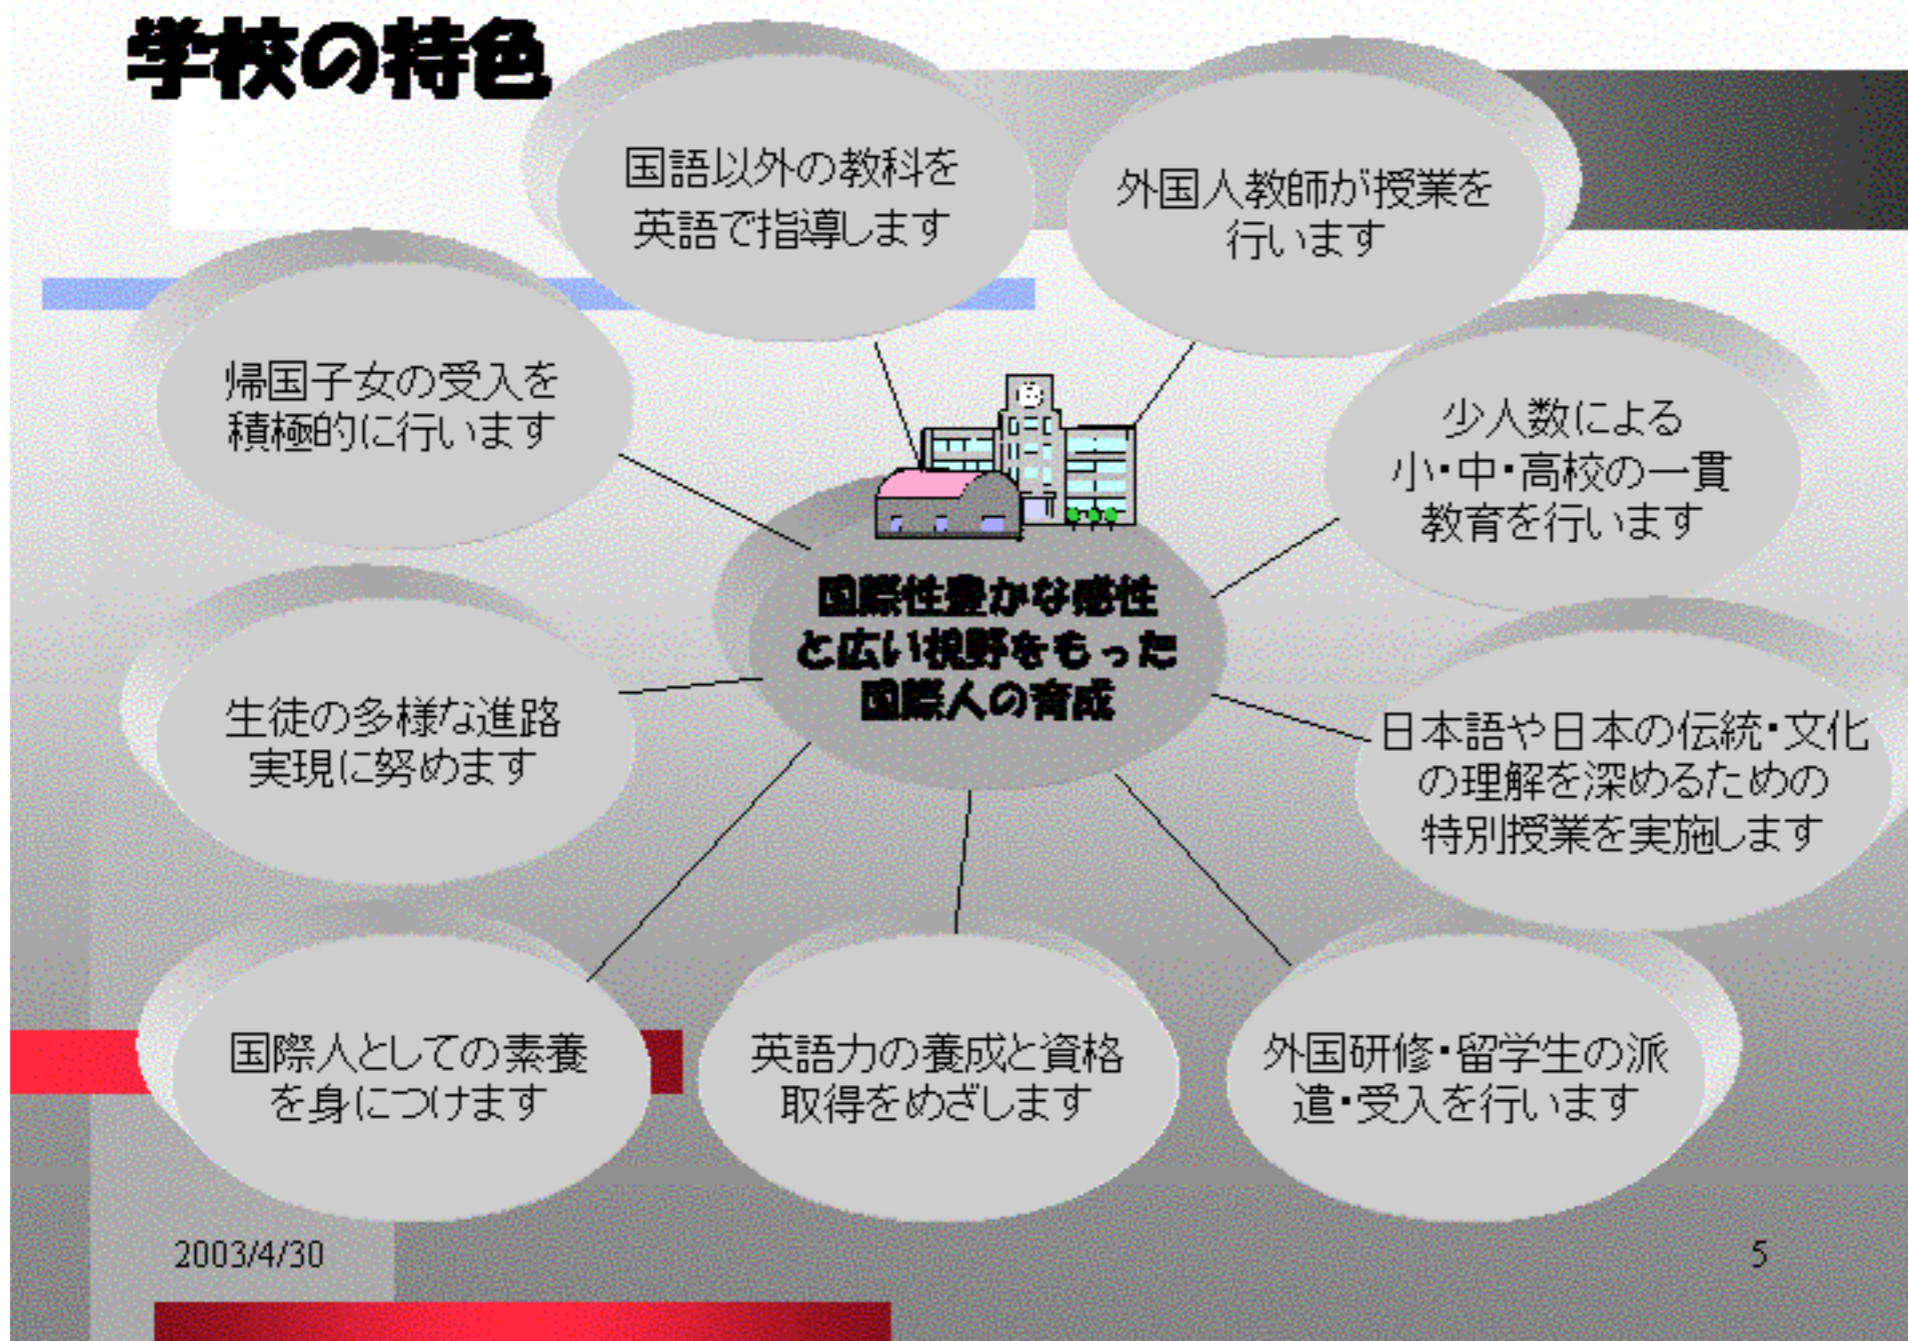 学校の特色
国語以外の教科を
英語で指導します
外国人教師が授業を
行います
帰国子女の受入を
積極的に行います
少人数による
小・中・高校の一貫
教育を行います
国際性豊かな感性
と広い視野をもった
国際人の育成
生徒の多様な進路
実現に努めます
日本語や日本の伝統・文化
の理解を深めるための
特別授業を実施します
国際人としての素養
を身につけます
英語力の養成と資格
取得をめざします
外国研修・留学生の派
遣・受入を行います
2003/4/30
5